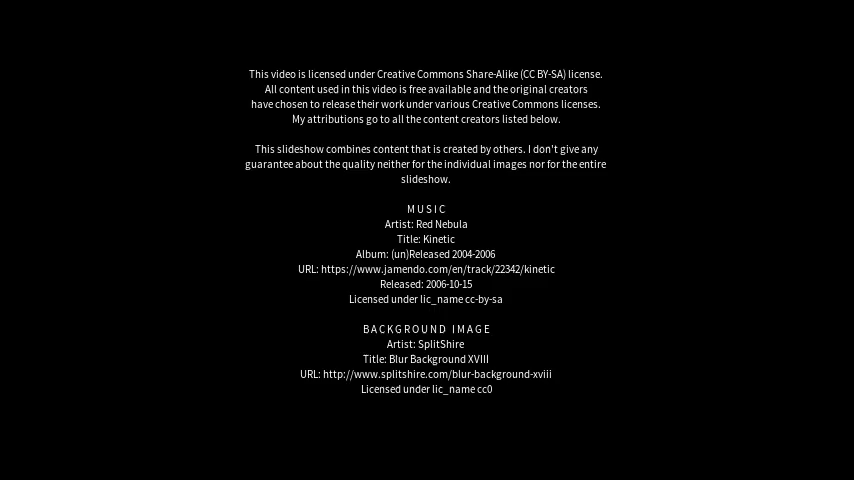 This video is licensed under Creative Commons Share-Alike (CC BY-SA) license.
All content used in this video is free available and the original creators
have chosen to release their work under various Creative Commons licenses.
My attributions go to all the content creators listed below.
This slideshow combines content that is created by others. I don't give any
guarantee about the quality neither for the individual images nor for the entire
slideshow.
MUSIC
Artist: Red Nebula
Title: Kinetic
Album: (un)Released 2004-2006
URL: https://www.jamendo.com/en/track/22342/kinetic
Released: 2006-10-15
Licensed under lic_name cc-by-sa
BACKGROUND IMAGE
Artist: SplitShire
Title: Blur Background XVIII
URL: http://www.splitshire.com/blur-background-xviii
Licensed under lic_name cc0